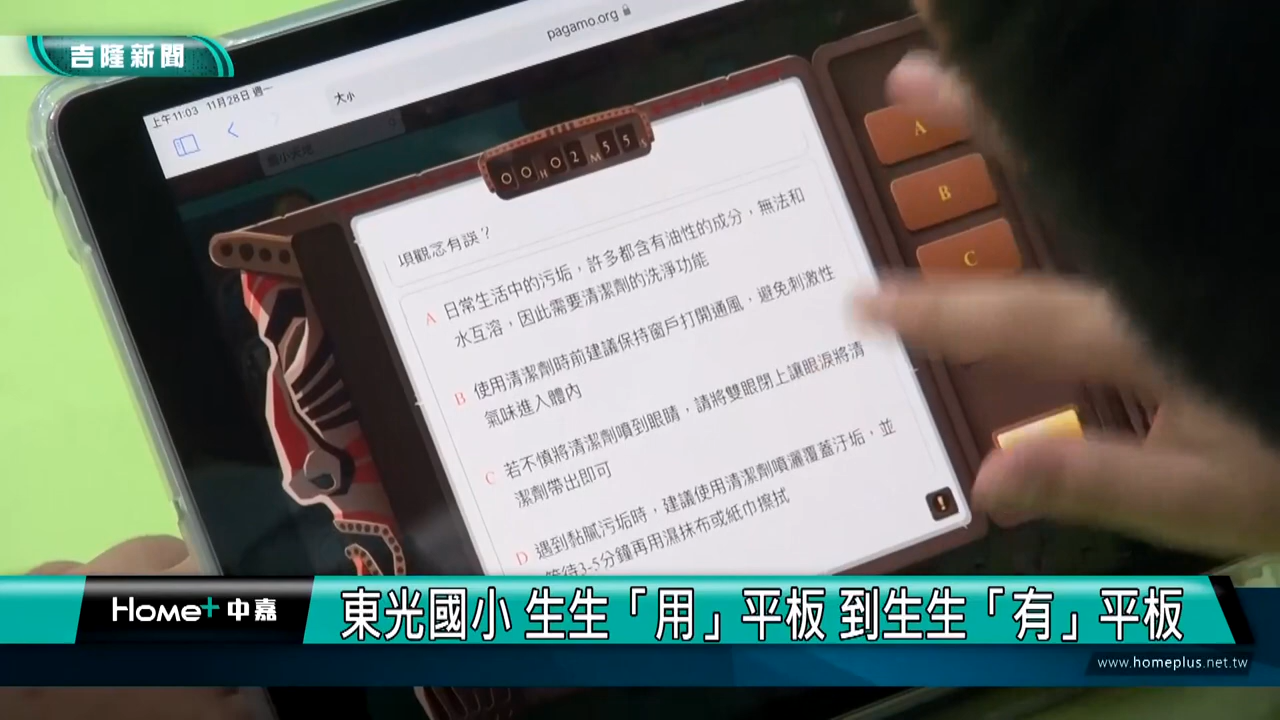 吉隆新聞
pagamo.org
上午11:03 11月28日 週一
大小
00H02M55S
項觀念有誤？
A 日常生活中的污垢，許多都含有油性的成分，無法和
水互溶，因此需要清潔劑的洗淨功能
B 使用清潔劑時前建議保持窗戶打開通風，避免刺激性
氣味進入體內
C 若不慎將清潔劑噴到眼睛，請將雙眼閉上讓眼淚將清
潔劑帶出即可
D 遇到黏膩污垢時，建議使用清潔劑噴灑覆蓋汙垢，並
等待3-5分鐘再用濕抹布或紙巾擦拭
A
B
C
Home+中嘉
東光國小 生生「用」平板 到生生「有」平板
www.homeplus.net.tw